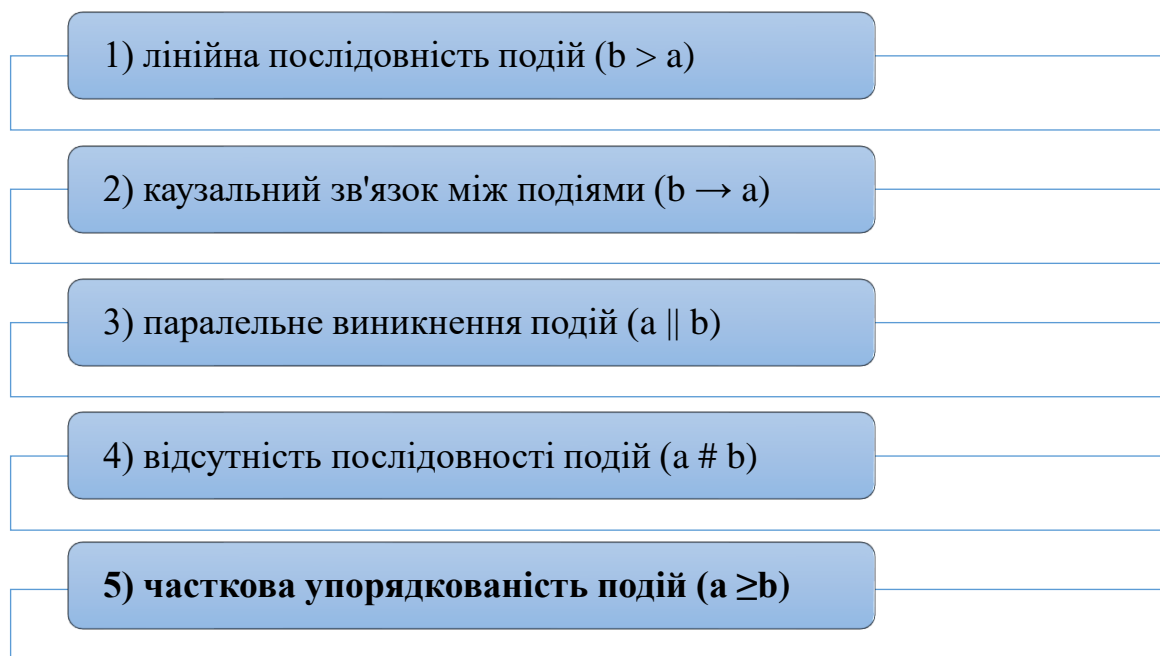 1) лінійна послідовність подій (b > a)
2) каузальний зв'язок між подіями (b → a)
3) паралельне виникнення подій (a || b)
4) відсутність послідовності подій (a # b)
5) часткова упорядкованість подій (a ≥b)